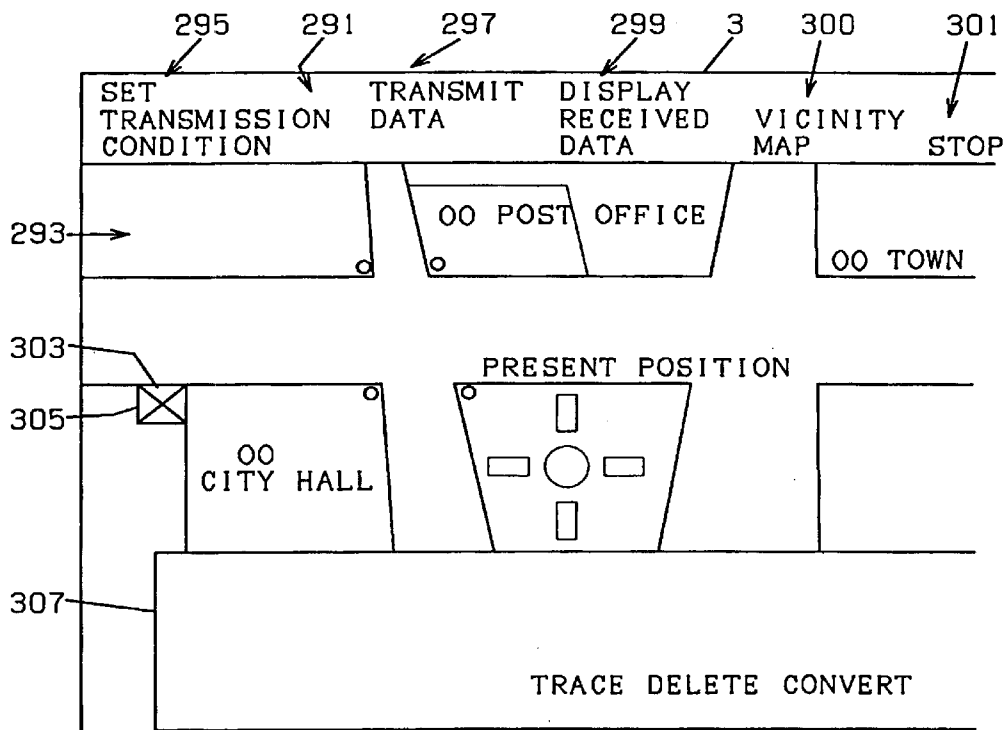 295 291 297 299 3 300 301
SET TRANSMIT DISPLAY
TRANSMISSION DATA RECEIVED VICINITY
CONDITION DATA MAP STOP
293
OO POST OFFICE
OO TOWN
303
PRESENT POSITION
305
OO
CITY HALL
307
TRACE DELETE CONVERT